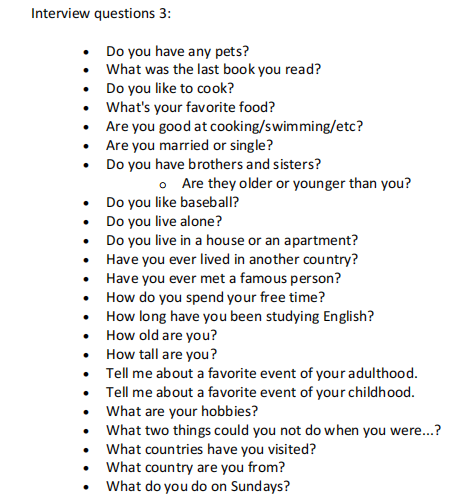 Interview questions 3:
• Do you have any pets?
• What was the last book you read?
• Do you like to cook?
• What's your favorite food?
• Are you good at cooking/swimming/etc?
• Are you married or single?
• Do you have brothers and sisters?
o Are they older or younger than you?
• Do you like baseball?
• Do you live alone?
• Do you live in a house or an apartment?
• Have you ever lived in another country?
• Have you ever met a famous person?
• How do you spend your free time?
• How long have you been studying English?
• How old are you?
• How tall are you?
• Tell me about a favorite event of your adulthood.
• Tell me about a favorite event of your childhood.
• What are your hobbies?
• What two things could you not do when you were...?
• What countries have you visited?
• What country are you from?
• What do you do on Sundays?